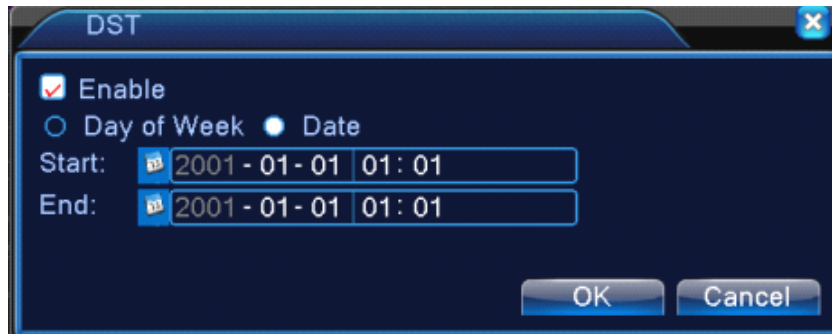 DST
Enable
Day of Week Date
Start: 2001-01-01 01:01
End: 2001-01-01 01:01
OK Cancel